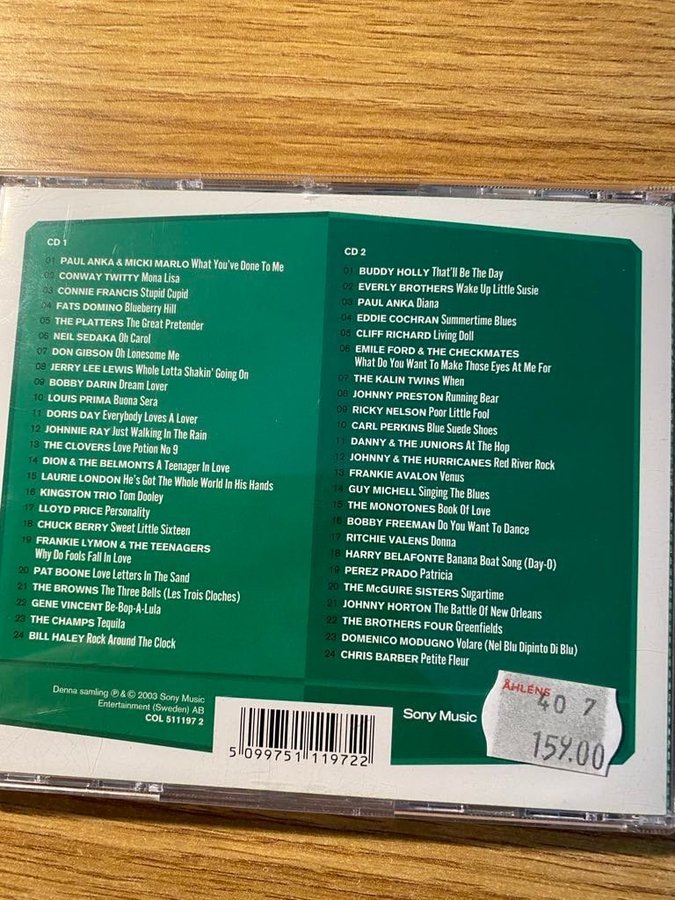 CD 1
01 PAUL ANKA & MICKI MARLO What You've Done To Me
02 CONWAY TWITTY Mona Lisa
03 CONNIE FRANCIS Stupid Cupid
04 FATS DOMINO Blueberry Hill
05 THE PLATTERS The Great Pretender
06 NEIL SEDAKA Oh Carol
07 DON GIBSON Oh Lonesome Me
08 JERRY LEE LEWIS Whole Lotta Shakin' Going On
09 BOBBY DARIN Dream Lover
10 LOUIS PRIMA Buona Sera
11 DORIS DAY Everybody Loves A Lover
12 JOHNNIE RAY Just Walking In The Rain
13 THE CLOVERS Love Potion No 9
14 DION & THE BELMONTS A Teenager In Love
15 LAURIE LONDON He's Got The Whole World In His Hands
16 KINGSTON TRIO Tom Dooley
17 LLOYD PRICE Personality
18 CHUCK BERRY Sweet Little Sixteen
19 FRANKIE LYMON & THE TEENAGERS
Why Do Fools Fall In Love
20 PAT BOONE Love Letters In The Sand
21 THE BROWNS The Three Bells (Les Trois Cloches)
22 GENE VINCENT Be-Bop-A-Lula
23 THE CHAMPS Tequila
24 BILL HALEY Rock Around The Clock
CD 2
01 BUDDY HOLLY That'll Be The Day
02 EVERLY BROTHERS Wake Up Little Susie
03 PAUL ANKA Diana
04 EDDIE COCHRAN Summertime Blues
05 CLIFF RICHARD Living Doll
06 EMILE FORD & THE CHECKMATES
What Do You Want To Make Those Eyes At Me For
07 THE KALIN TWINS When
08 JOHNNY PRESTON Running Bear
09 RICKY NELSON Poor Little Fool
10 CARL PERKINS Blue Suede Shoes
11 DANNY & THE JUNIORS At The Hop
12 JOHNNY & THE HURRICANES Red River Rock
13 FRANKIE AVALON Venus
14 GUY MICHELL Singing The Blues
15 THE MONOTONES Book Of Love
16 BOBBY FREEMAN Do You Want To Dance
17 RITCHIE VALENS Donna
18 HARRY BELAFONTE Banana Boat Song (Day-O)
19 PEREZ PRADO Patricia
20 THE McGUIRE SISTERS Sugartime
21 JOHNNY HORTON The Battle Of New Orleans
22 THE BROTHERS FOUR Greenfields
23 DOMENICO MODUGNO Volare (Nel Blu Dipinto Di Blu)
24 CHRIS BARBER Petite Fleur
Denna samling ℗ & © 2003 Sony Music
Entertainment (Sweden) AB
COL 511197 2
5 099751 119722
Sony Music
ÅHLÉNS
40 7
159.00